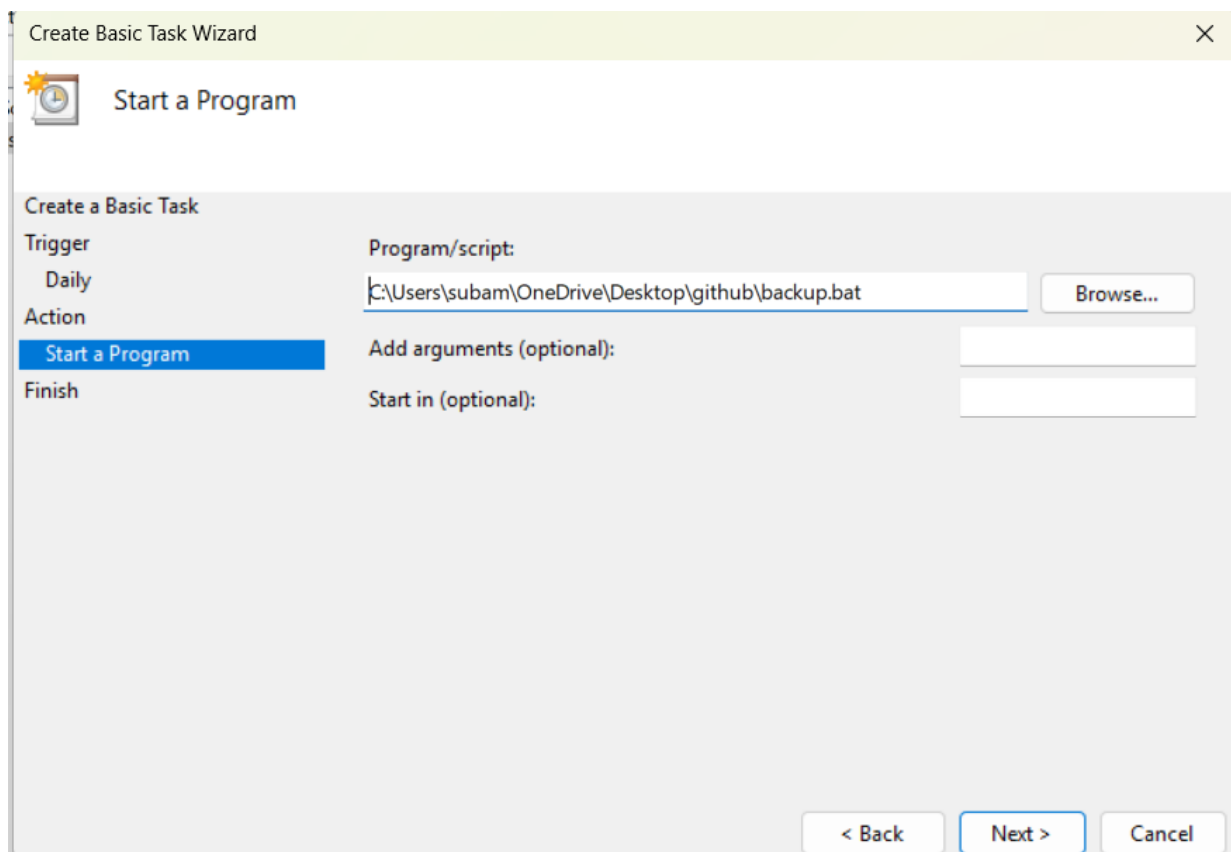 Create Basic Task Wizard
Start a Program
Create a Basic Task
Trigger
Daily
Action
Start a Program
Finish
Program/script:
C:\Users\subam\OneDrive\Desktop\github\backup.bat
Browse...
Add arguments (optional):
Start in (optional):
< Back
Next >
Cancel